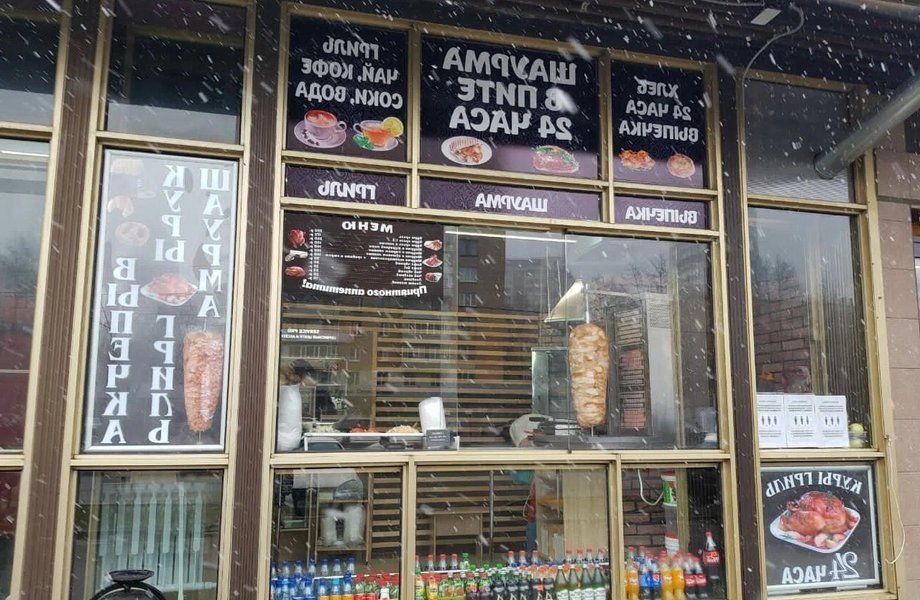 ГРИЛЬ
ЧАЙ, КОФЕ
СОКИ, ВОДА
ШАУРМА
В ПИТЕ
24 ЧАСА
ХЛЕБ
24 ЧАСА
ВЫПЕЧКА
ГРИЛЬ
ШАУРМА
ВЫПЕЧКА
МЕНЮ
Приятного аппетита!
ШАУРМА
КУРЫ ГРИЛЬ
ВЫПЕЧКА
КУРЫ ГРИЛЬ
24
ЧАСА